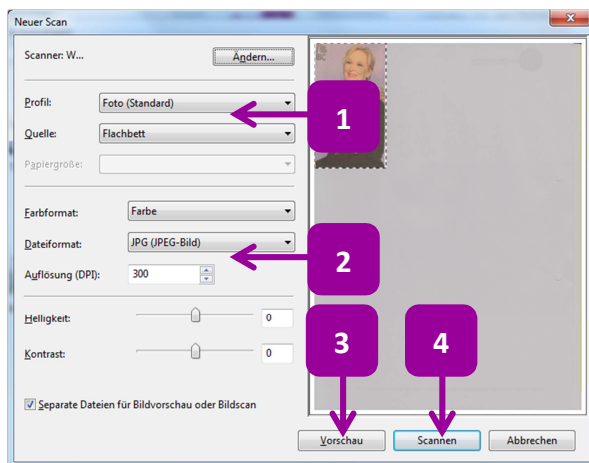 Neuer Scan
Scanner: W...
Ändern...
Profil:
Foto (Standard)
1
Quelle:
Flachbett
Papiergröße:
Farbformat:
Farbe
Dateiformat:
JPG (JPEG-Bild)
2
Auflösung (DPI):
300
Helligkeit:
0
Kontrast:
0
3
4
Separate Dateien für Bildvorschau oder Bildscan
Vorschau
Scannen
Abbrechen